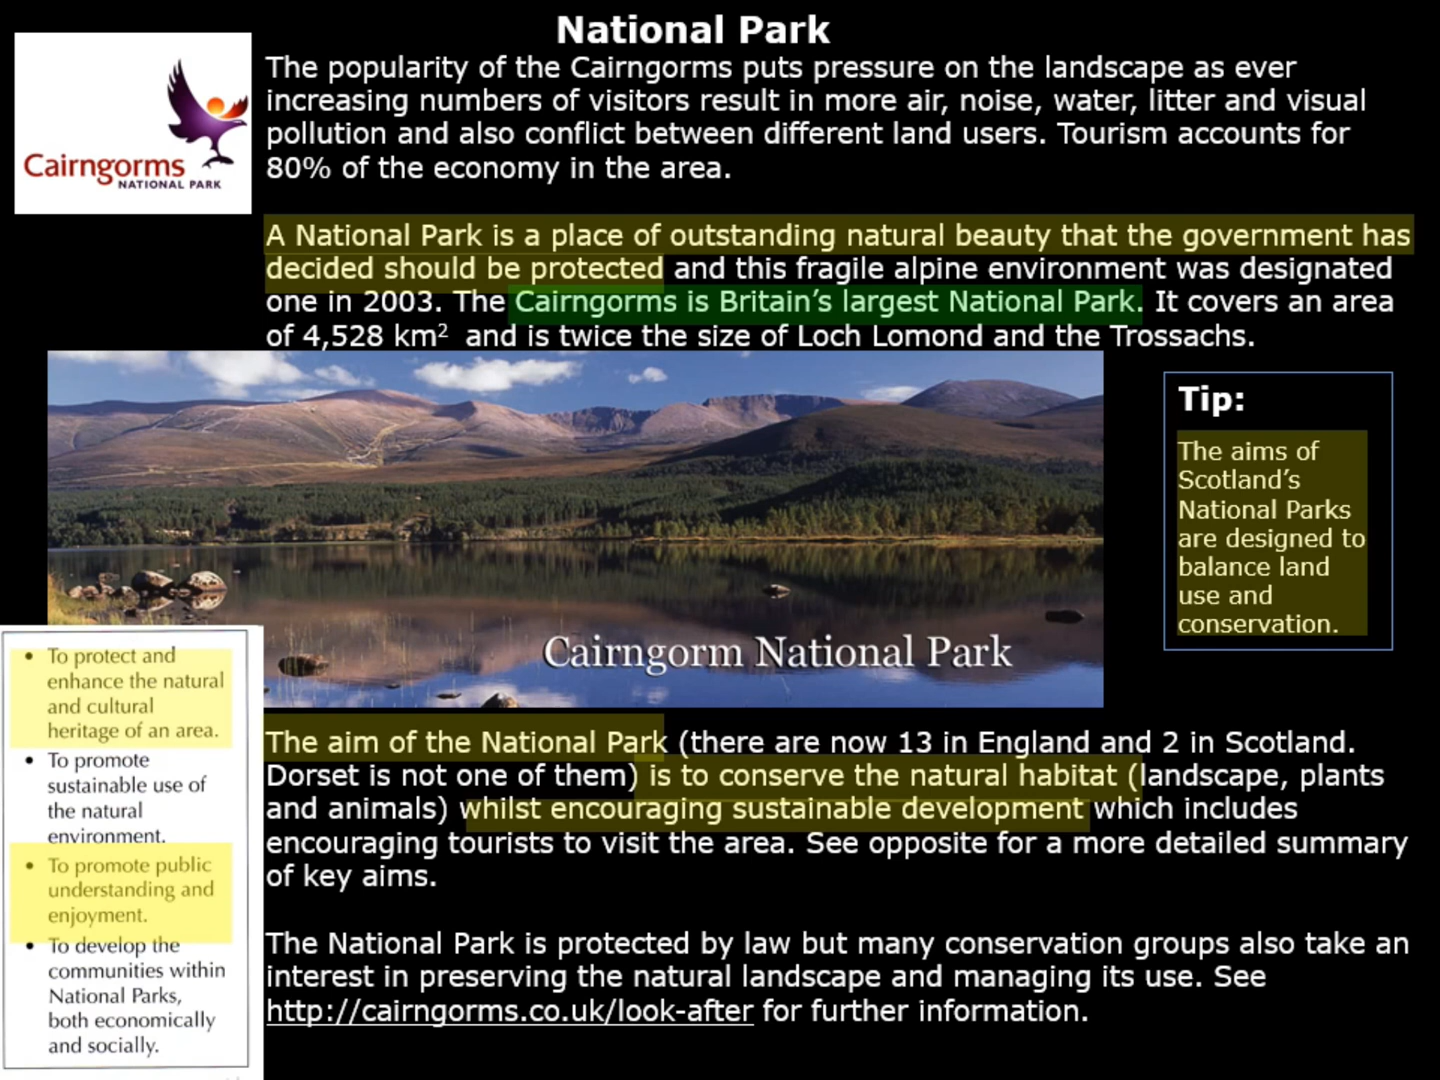 National Park
Cairngorms
NATIONAL PARK
The popularity of the Cairngorms puts pressure on the landscape as ever
increasing numbers of visitors result in more air, noise, water, litter and visual
pollution and also conflict between different land users. Tourism accounts for
80% of the economy in the area.
A National Park is a place of outstanding natural beauty that the government has
decided should be protected and this fragile alpine environment was designated
one in 2003. The Cairngorms is Britain’s largest National Park. It covers an area
of 4,528 km² and is twice the size of Loch Lomond and the Trossachs.
Cairngorm National Park
Tip:
The aims of
Scotland’s
National Parks
are designed to
balance land
use and
conservation.
• To protect and
enhance the natural
and cultural
heritage of an area.
• To promote
sustainable use of
the natural
environment.
• To promote public
understanding and
enjoyment.
• To develop the
communities within
National Parks,
both economically
and socially.
The aim of the National Park (there are now 13 in England and 2 in Scotland.
Dorset is not one of them) is to conserve the natural habitat (landscape, plants
and animals) whilst encouraging sustainable development which includes
encouraging tourists to visit the area. See opposite for a more detailed summary
of key aims.
The National Park is protected by law but many conservation groups also take an
interest in preserving the natural landscape and managing its use. See
http://cairngorms.co.uk/look-after for further information.